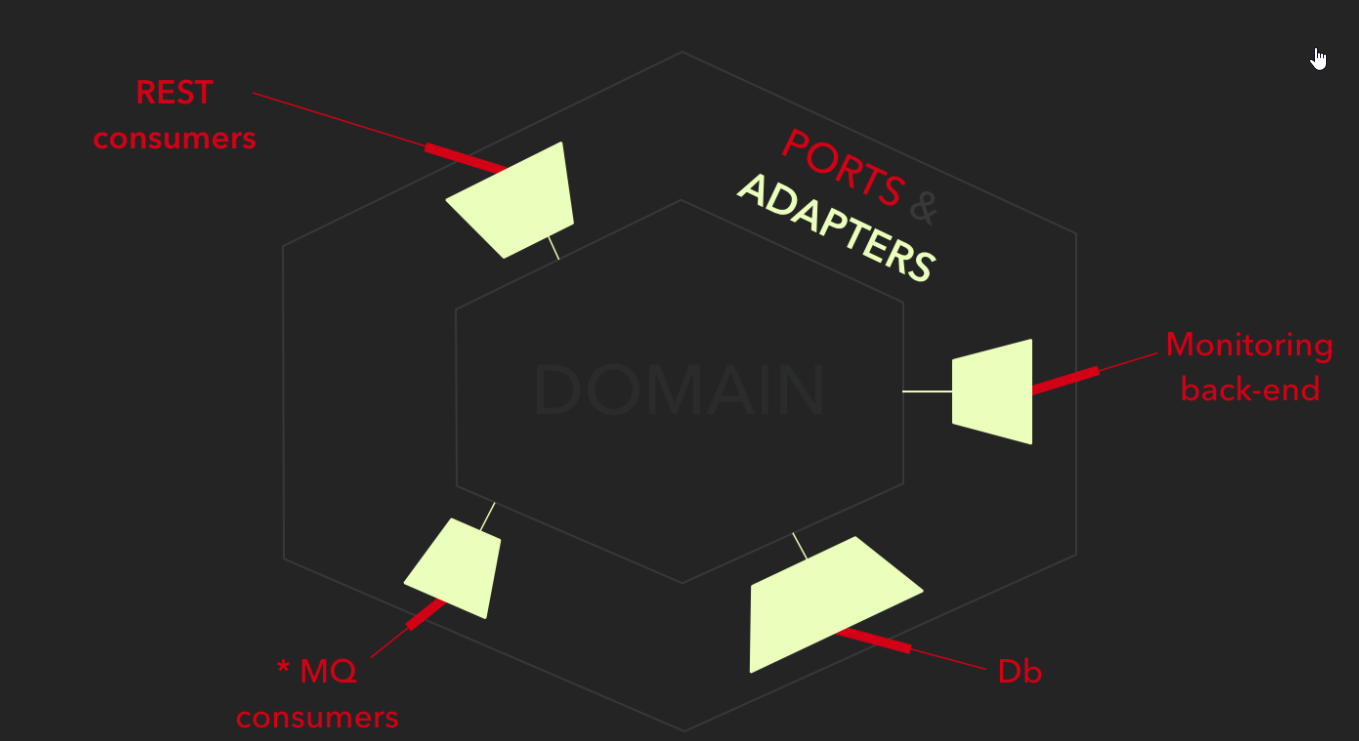 REST
consumers
PORTS &
ADAPTERS
Monitoring
back-end
DOMAIN
* MQ
consumers
Db